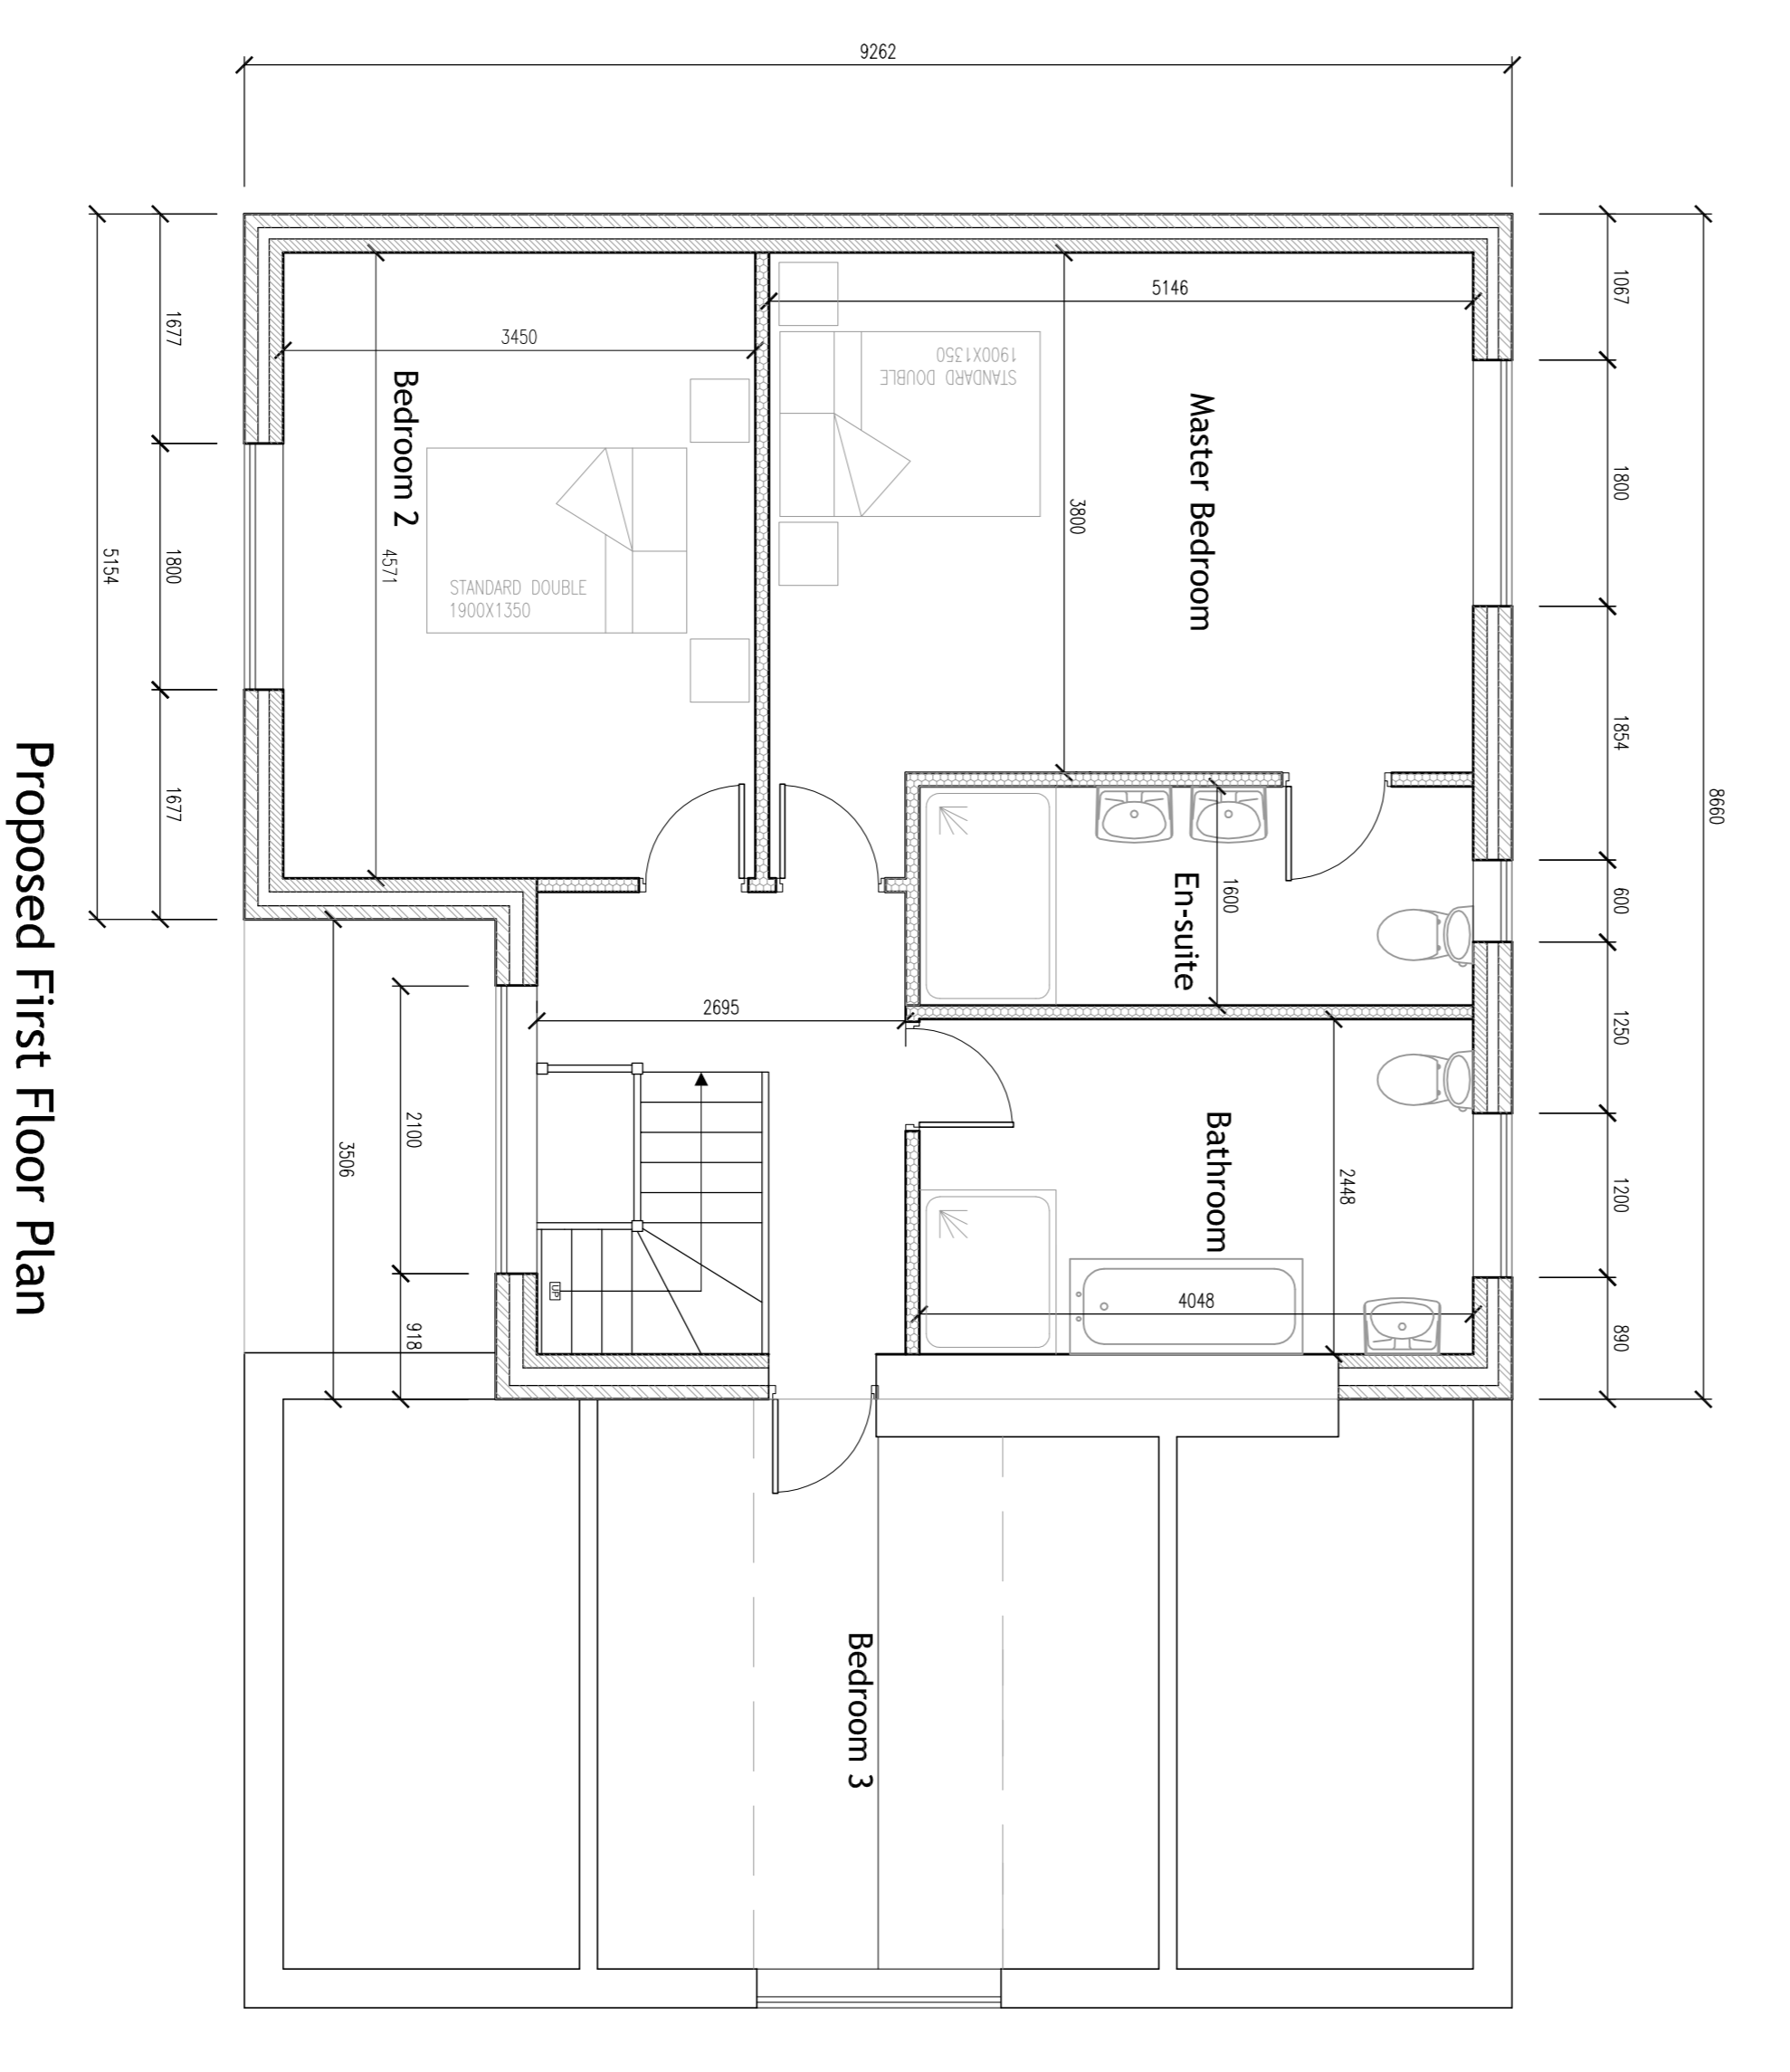 Proposed First Floor Plan
9262
8660
1067
1800
1854
600
1250
1200
890
5146
3800
Master Bedroom
STANDARD DOUBLE
1900X1350
3450
4571
Bedroom 2
STANDARD DOUBLE
1900X1350
1677
1800
1677
5154
En-suite
1600
2695
Bathroom
2448
4048
UP
2100
918
3506
Bedroom 3